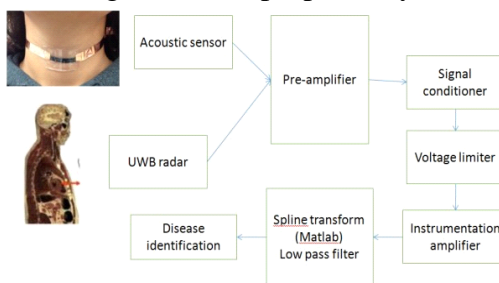 Acoustic sensor
Pre-amplifier
Signal
conditioner
UWB radar
Voltage limiter
Disease
identification
Spline transform
(Matlab)
Low pass filter
Instrumentation
amplifier